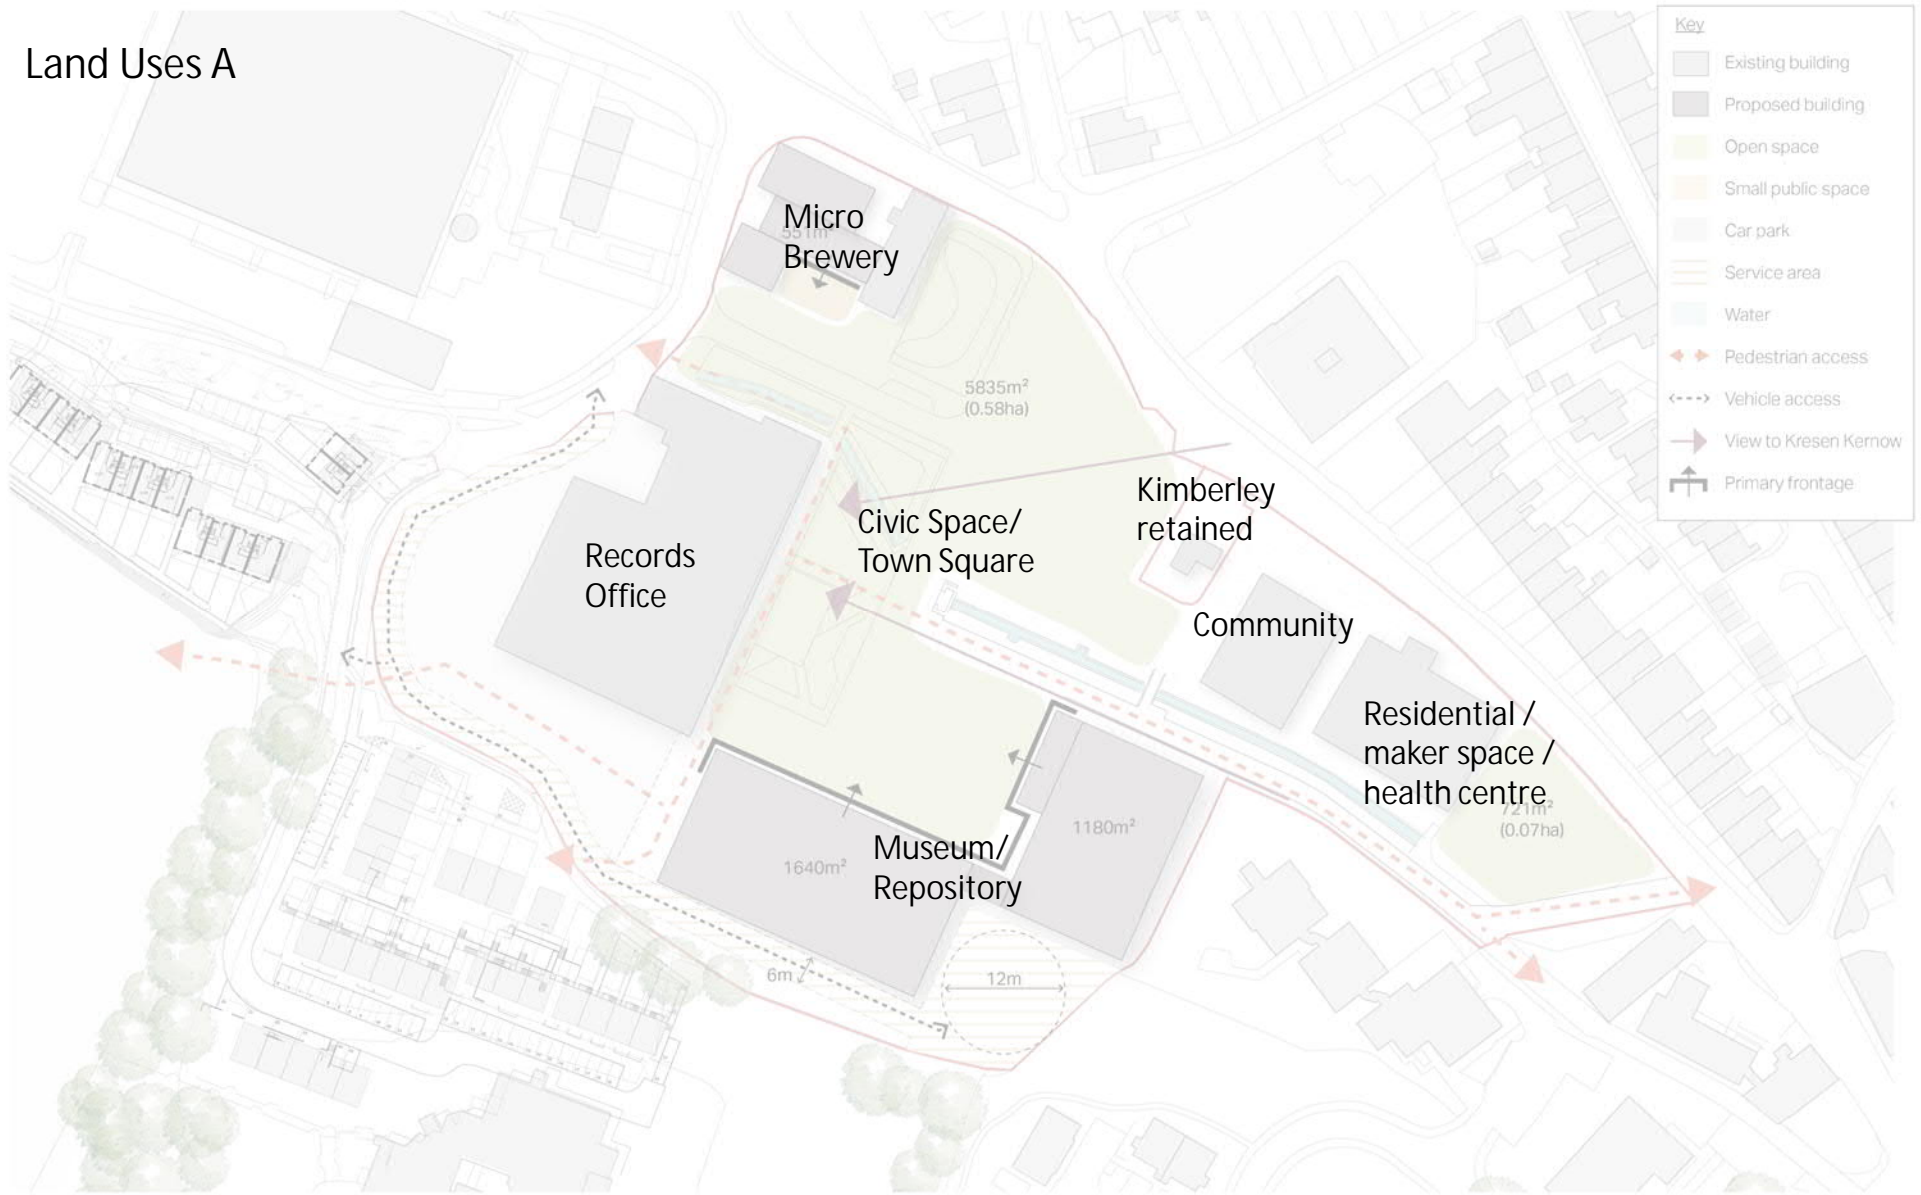 Land Uses A
Key
Existing building
Proposed building
Open space
Small public space
Car park
Service area
Water
Pedestrian access
Vehicle access
View to Kresen Kernow
Primary frontage
Micro
551m²
Brewery
5835m²
(0.58ha)
Kimberley
retained
Civic Space/
Town Square
Records
Office
Community
Residential /
maker space /
health centre
721m²
(0.07ha)
1180m²
1640m²
Museum/
Repository
6m
12m